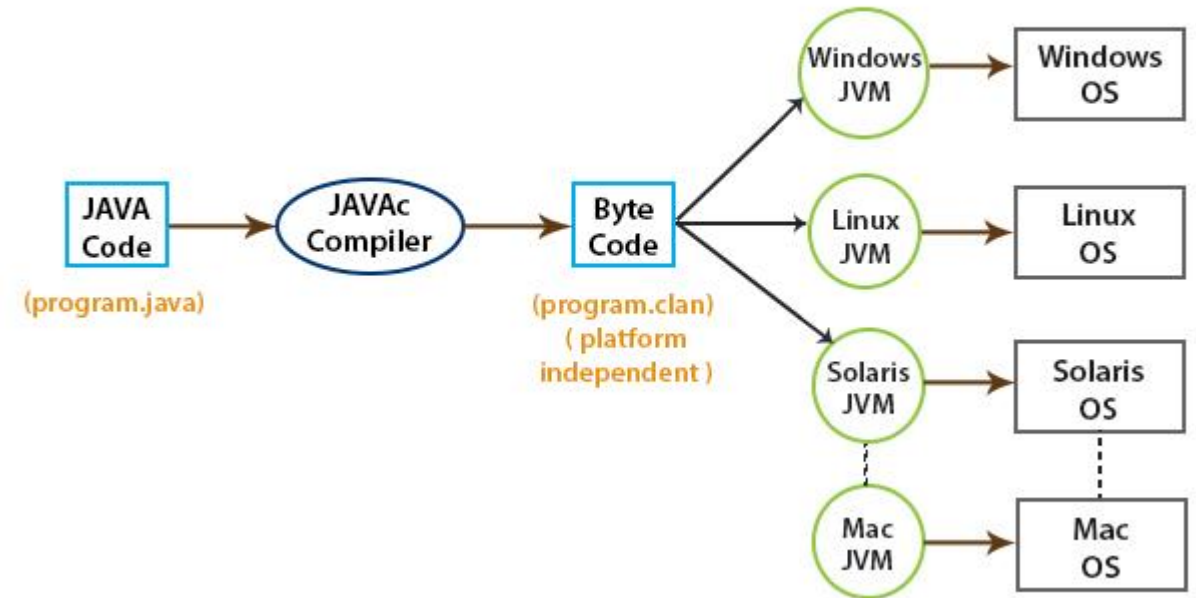 JAVA
Code
(program.java)
JAVAc
Compiler
Byte
Code
(program.clan)
( platform
independent )
Windows
JVM
Windows
OS
Linux
JVM
Linux
OS
Solaris
JVM
Solaris
OS
Mac
JVM
Mac
OS